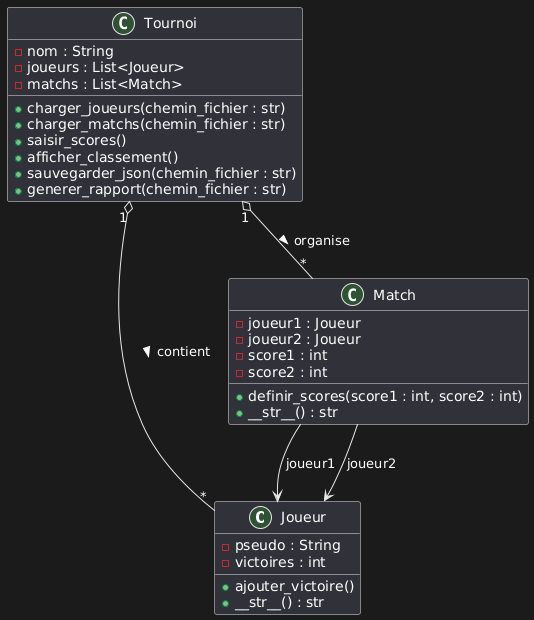 C Tournoi
nom : String
joueurs : List<Joueur>
matchs : List<Match>
charger_joueurs(chemin_fichier : str)
charger_matchs(chemin_fichier : str)
saisir_scores()
afficher_classement()
sauvegarder_json(chemin_fichier : str)
generer_rapport(chemin_fichier : str)
1
1
organise
*
C Match
joueur1 : Joueur
joueur2 : Joueur
score1 : int
score2 : int
definir_scores(score1 : int, score2 : int)
__str__() : str
contient
joueur1
joueur2
*
C Joueur
pseudo : String
victoires : int
ajouter_victoire()
__str__() : str